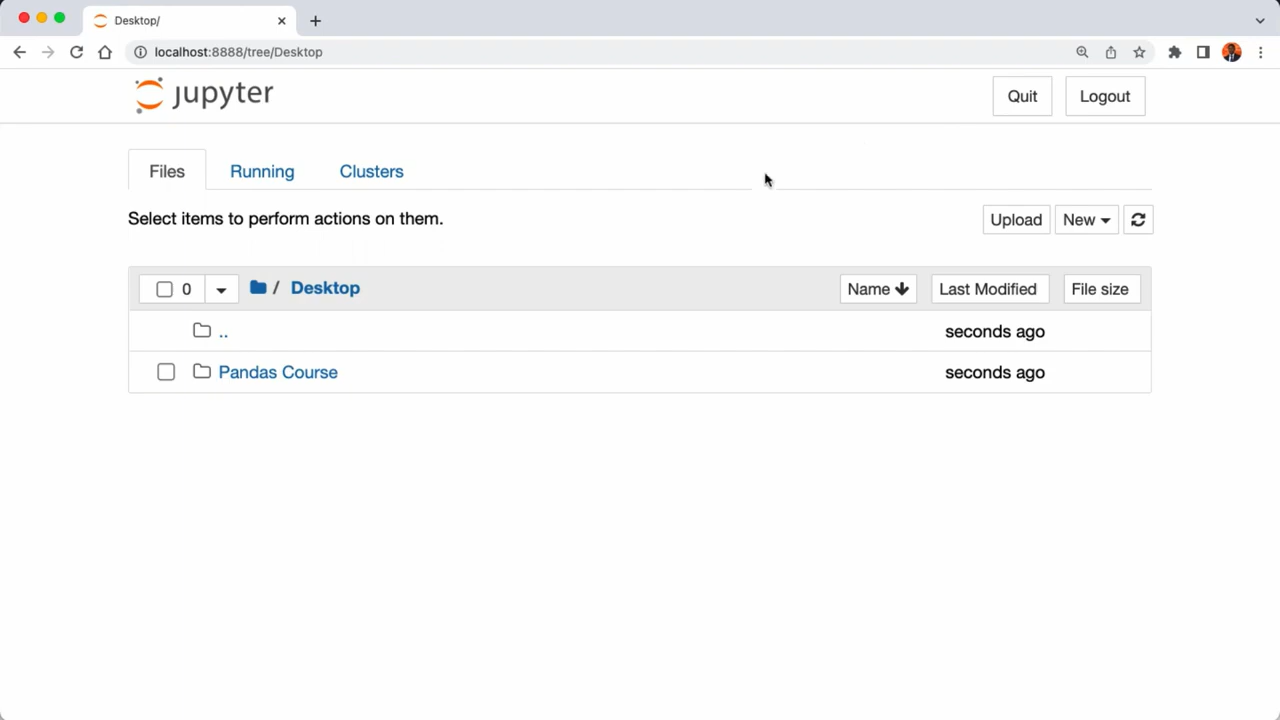 Desktop/
localhost:8888/tree/Desktop
jupyter
Quit Logout
Files Running Clusters
Select items to perform actions on them.
Upload New
0 / Desktop Name Last Modified File size
.. seconds ago
Pandas Course seconds ago